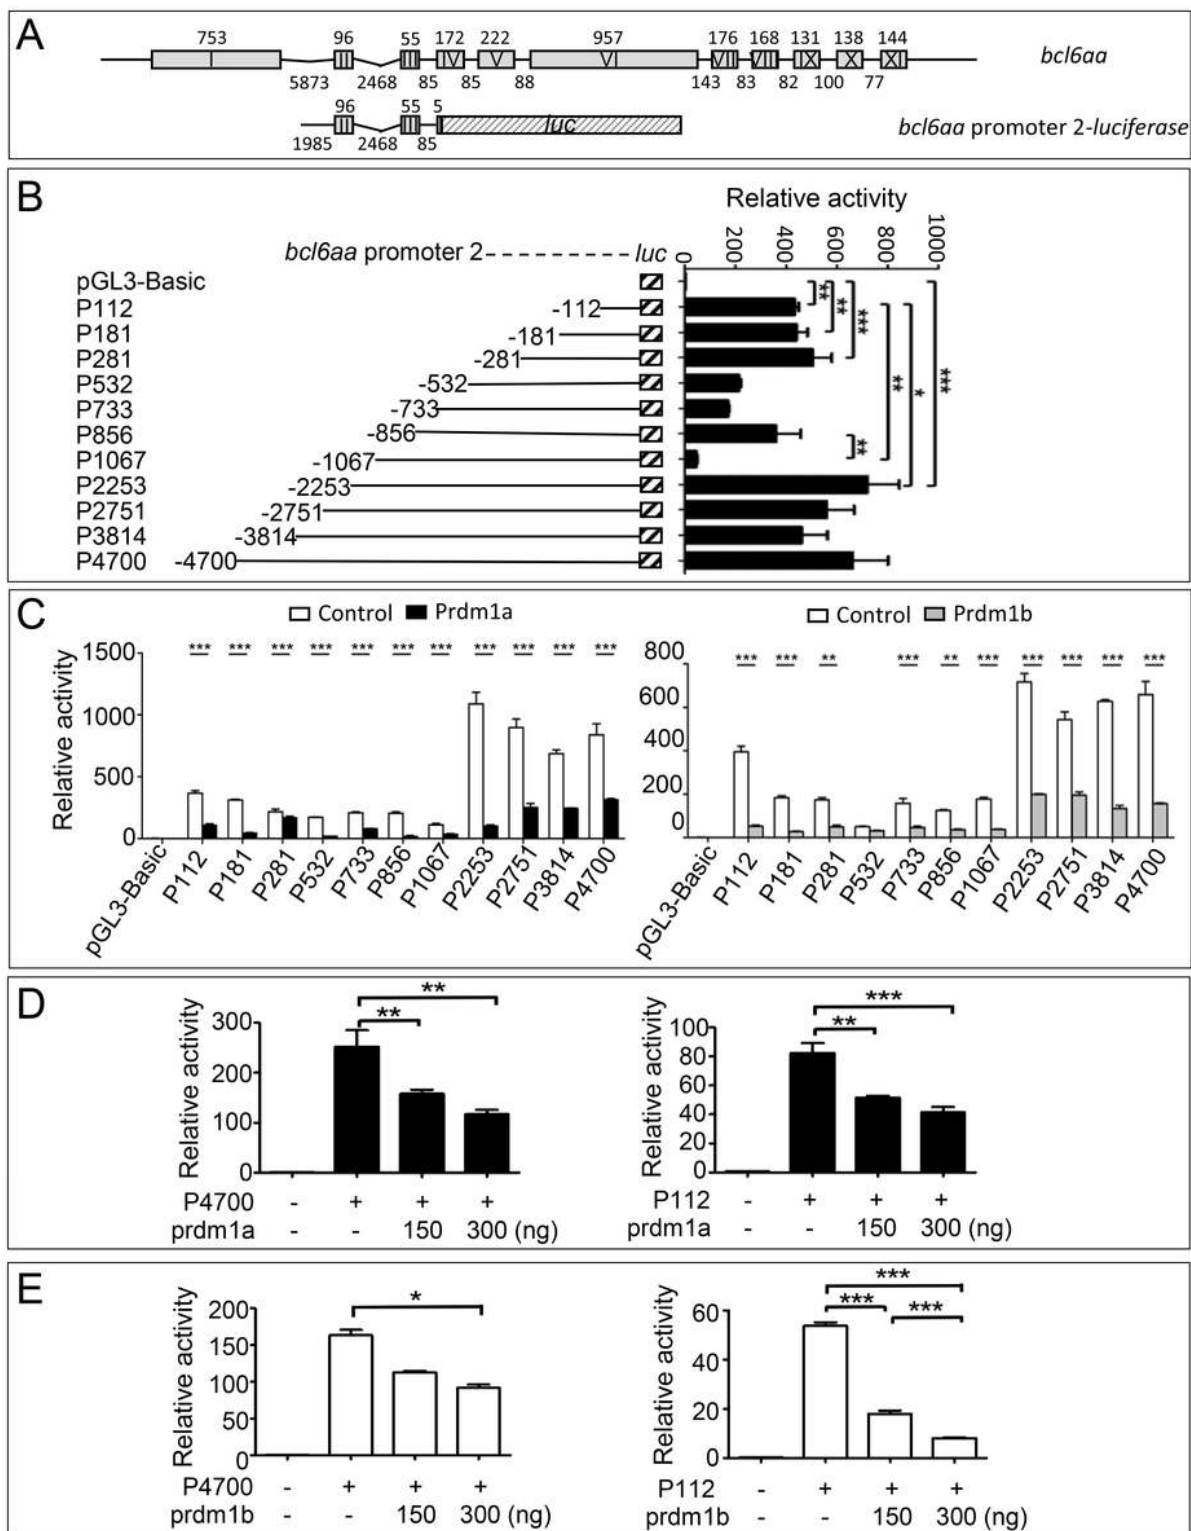 A
753 96 55 172 222 957 176 168 131 138 144
V V V V V X X X
bcl6aa
5873 2468 85 85 88 143 83 82 100 77
96 55 5
luc
bcl6aa promoter 2-luciferase
1985 2468 85
B
Relative activity
0 200 400 600 800 1000
bcl6aa promoter 2 luc
pGL3-Basic
P112 -112
P181 -181
P281 -281
P532 -532
P733 -733
P856 -856
P1067 -1067
P2253 -2253
P2751 -2751
P3814 -3814
P4700 -4700
** ** *** ** * ***
**
C
Control Prdm1a
Relative activity
1500
1000
500
0
*** *** *** *** *** *** *** *** *** *** ***
pGL3-Basic P112 P181 P281 P532 P733 P856 P1067 P2253 P2751 P3814 P4700
Control Prdm1b
800
600
400
200
0
*** *** ** *** ** *** *** *** *** ***
pGL3-Basic P112 P181 P281 P532 P733 P856 P1067 P2253 P2751 P3814 P4700
D
Relative activity
300
200
100
0
**
**
P4700 - + + +
prdm1a - - 150 300 (ng)
Relative activity
100
80
60
40
20
0
***
**
P112 - + + +
prdm1a - - 150 300 (ng)
E
Relative activity
200
150
100
50
0
*
P4700 - + + +
prdm1b - - 150 300 (ng)
Relative activity
60
40
20
0
***
*** ***
P112 - + + +
prdm1b - - 150 300 (ng)